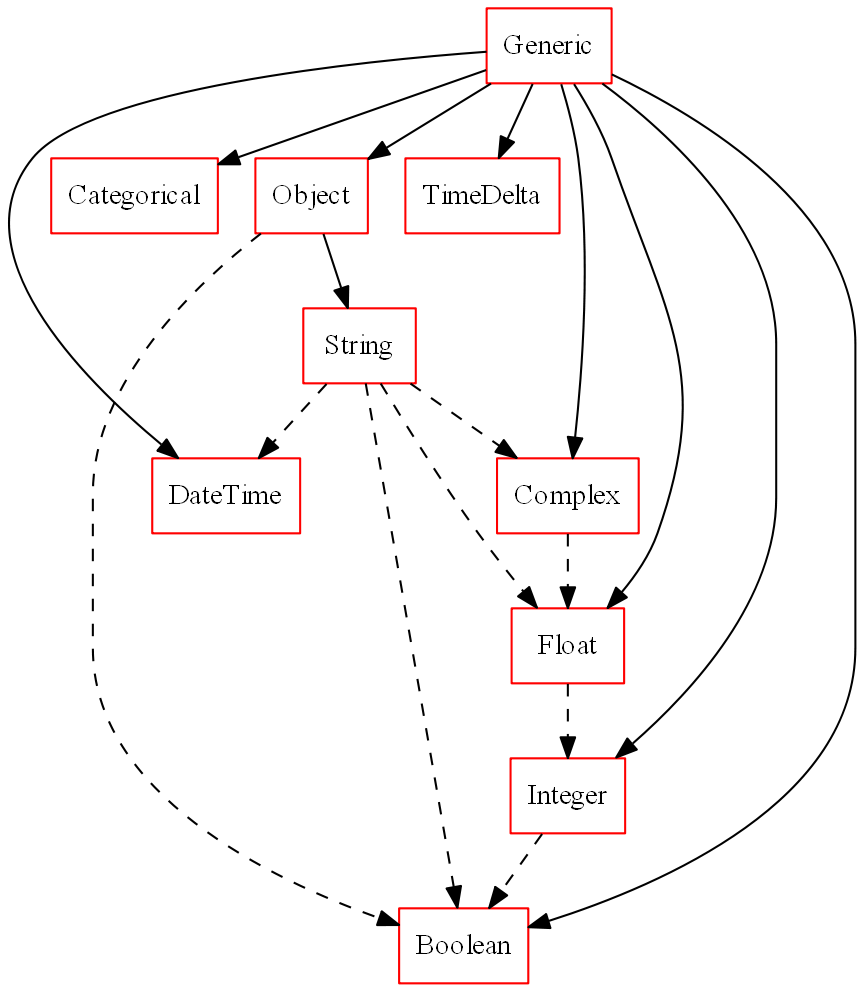 Generic
Categorical
Object
TimeDelta
String
DateTime
Complex
Float
Integer
Boolean